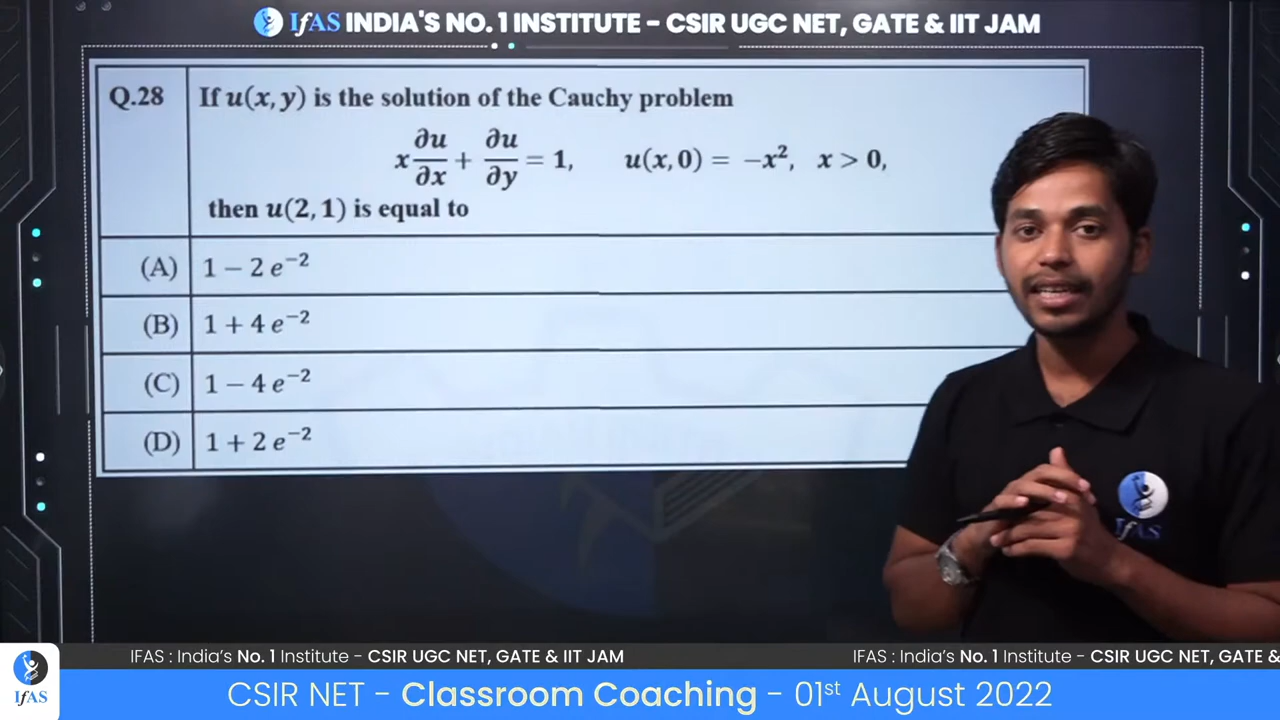 IfAS INDIA'S NO. 1 INSTITUTE - CSIR UGC NET, GATE & IIT JAM
Q.28 If u(x, y) is the solution of the Cauchy problem
x ∂u/∂x + ∂u/∂y = 1, u(x, 0) = −x², x > 0,
then u(2, 1) is equal to
(A) 1 − 2 e⁻²
(B) 1 + 4 e⁻²
(C) 1 − 4 e⁻²
(D) 1 + 2 e⁻²
IfAS
IFAS : India's No. 1 Institute - CSIR UGC NET, GATE & IIT JAM
IFAS : India's No. 1 Institute - CSIR UGC NET, GATE &
IfAS
CSIR NET - Classroom Coaching - 01st August 2022